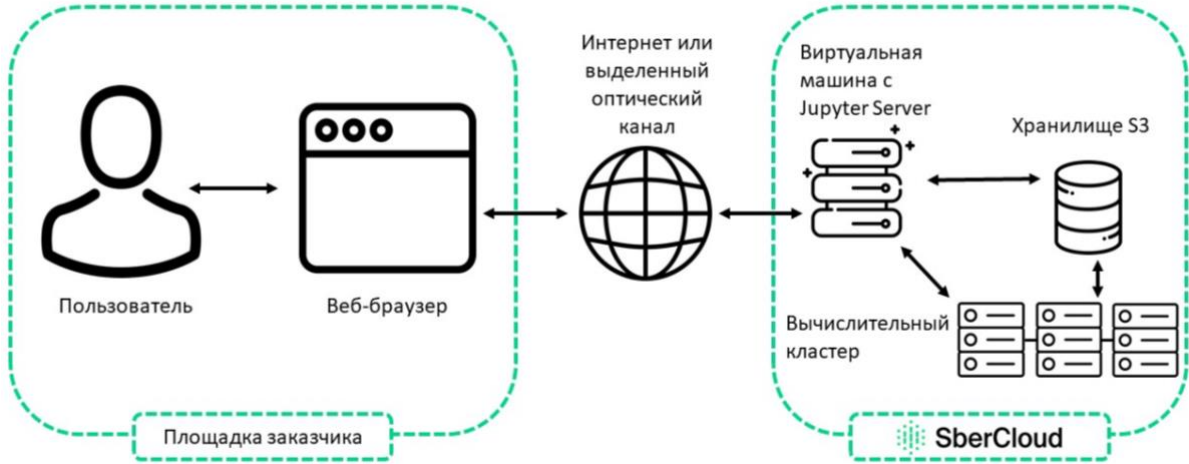 Пользователь
Веб-браузер
Площадка заказчика
Интернет или
выделенный
оптический
канал
Виртуальная
машина с
Jupyter Server
Хранилище S3
Вычислительный
кластер
SberCloud